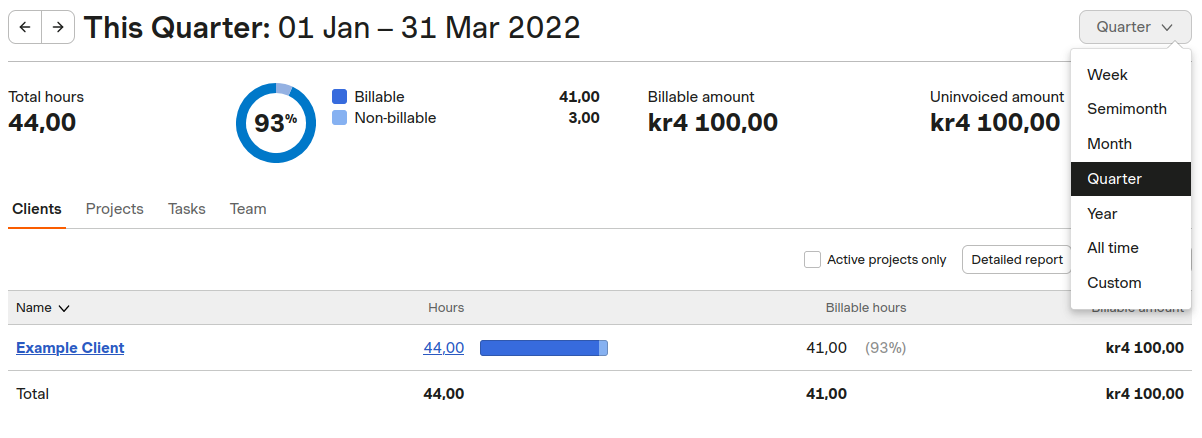 This Quarter: 01 Jan – 31 Mar 2022
Quarter
Week
Semimonth
Month
Quarter
Year
All time
Custom
Total hours
44,00
93%
Billable 41,00
Non-billable 3,00
Billable amount
kr4 100,00
Uninvoiced amount
kr4 100,00
Clients Projects Tasks Team
Active projects only Detailed report
Name Hours Billable hours Billable amount
Example Client 44,00 41,00 (93%) kr4 100,00
Total 44,00 41,00 kr4 100,00